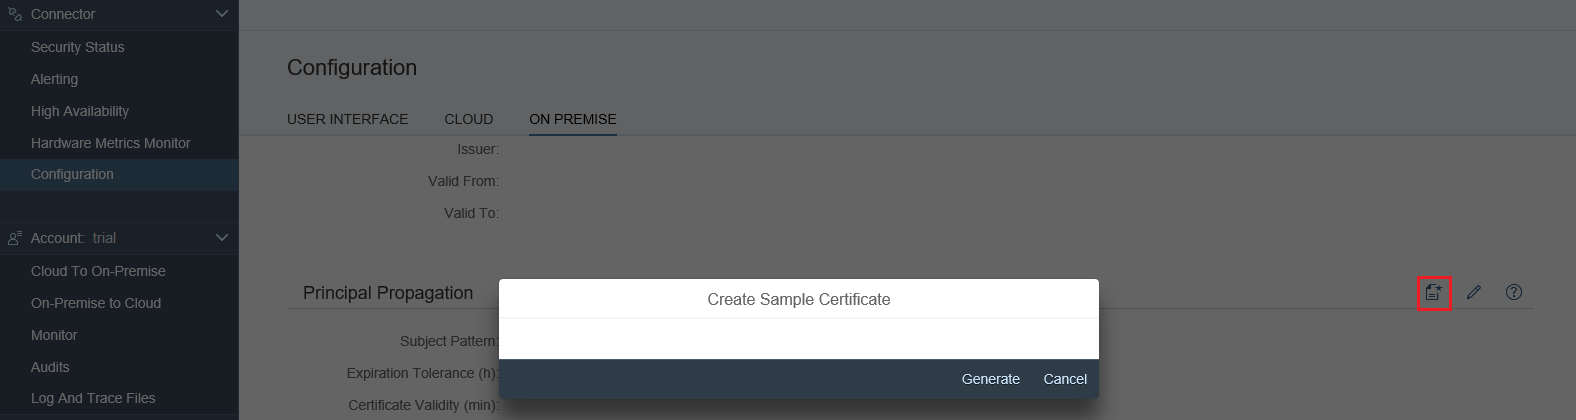 Connector
Security Status
Alerting
High Availability
Hardware Metrics Monitor
Configuration
Account: trial
Cloud To On-Premise
On-Premise to Cloud
Monitor
Audits
Log And Trace Files
Configuration
USER INTERFACE CLOUD ON PREMISE
Issuer:
Valid From:
Valid To:
Principal Propagation
Subject Pattern:
Expiration Tolerance (h):
Certificate Validity (min):
Create Sample Certificate
Generate Cancel